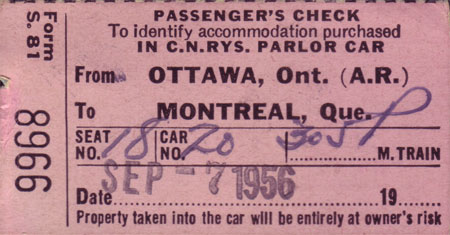 PASSENGER'S CHECK
To identify accommodation purchased
IN C.N.RYS. PARLOR CAR
From OTTAWA, Ont. (A.R.)
To MONTREAL, Que.
SEAT NO. 18 CAR NO. 20 305P M. TRAIN
SEP -7 1956
Date 19
Property taken into the car will be entirely at owner's risk
Form S. 81
8966